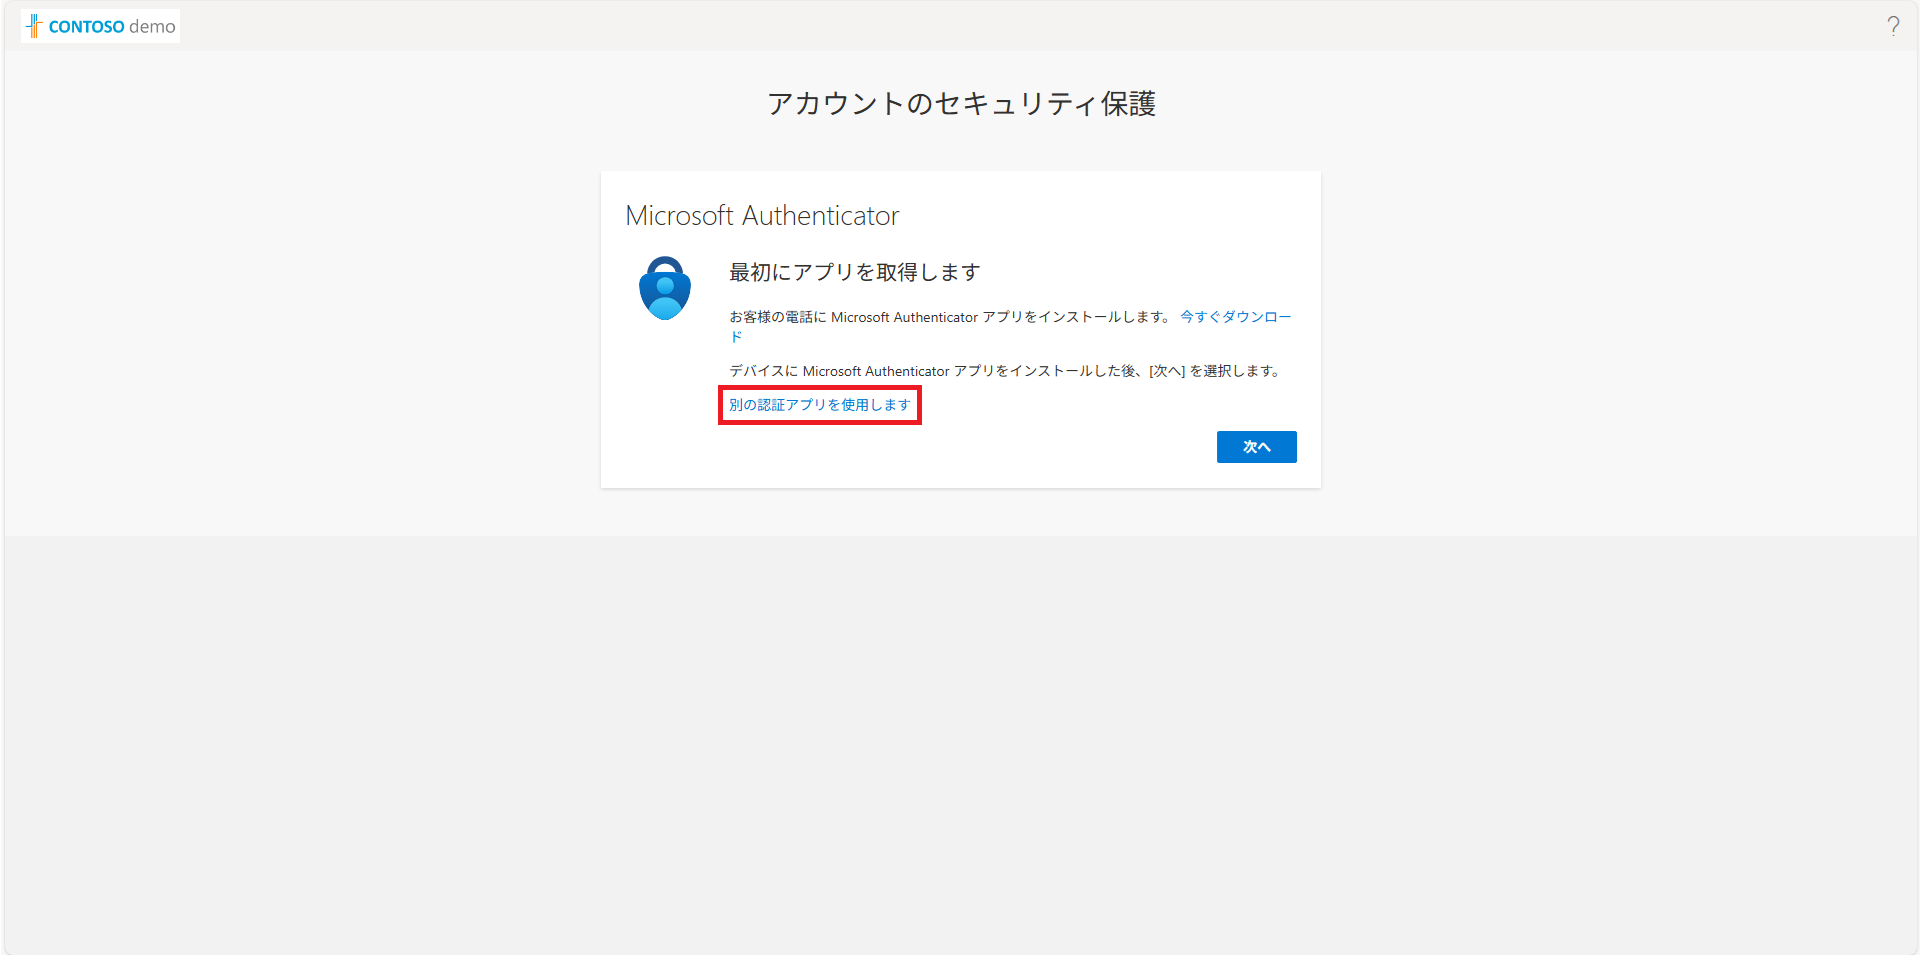 CONTOSO demo
?
アカウントのセキュリティ保護
Microsoft Authenticator
最初にアプリを取得します
お客様の電話に Microsoft Authenticator アプリをインストールします。 今すぐダウンロー
ド
デバイスに Microsoft Authenticator アプリをインストールした後、[次へ] を選択します。
別の認証アプリを使用します
次へ